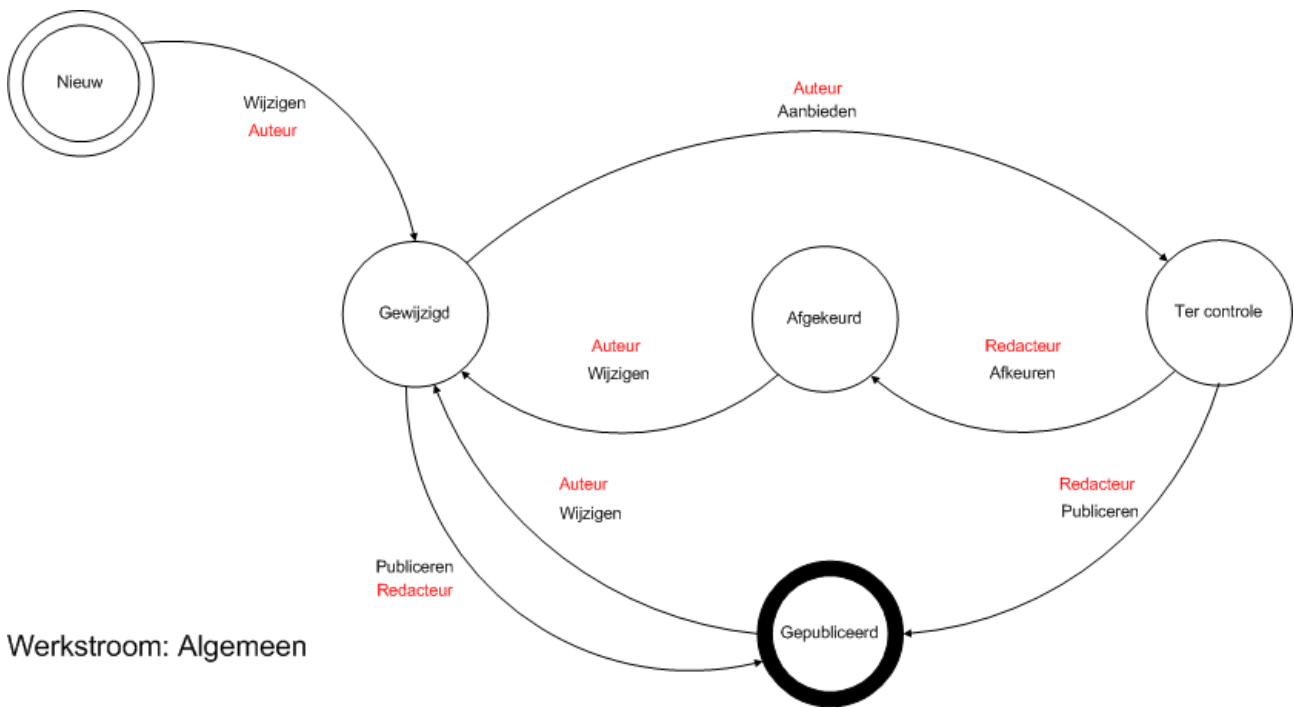 Nieuw
Wijzigen
Auteur
Auteur
Aanbieden
Gewijzigd
Afgekeurd
Ter controle
Auteur
Wijzigen
Redacteur
Afkeuren
Auteur
Wijzigen
Redacteur
Publiceren
Publiceren
Redacteur
Gepubliceerd
Werkstroom: Algemeen